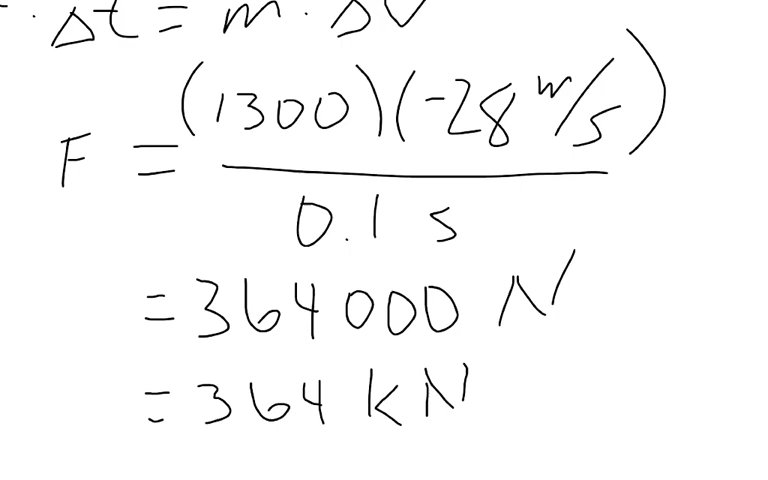 · Δt = m · Δv
F = (1300)(-28 m/s) / 0.1 s
= 364000 N
= 364 kN